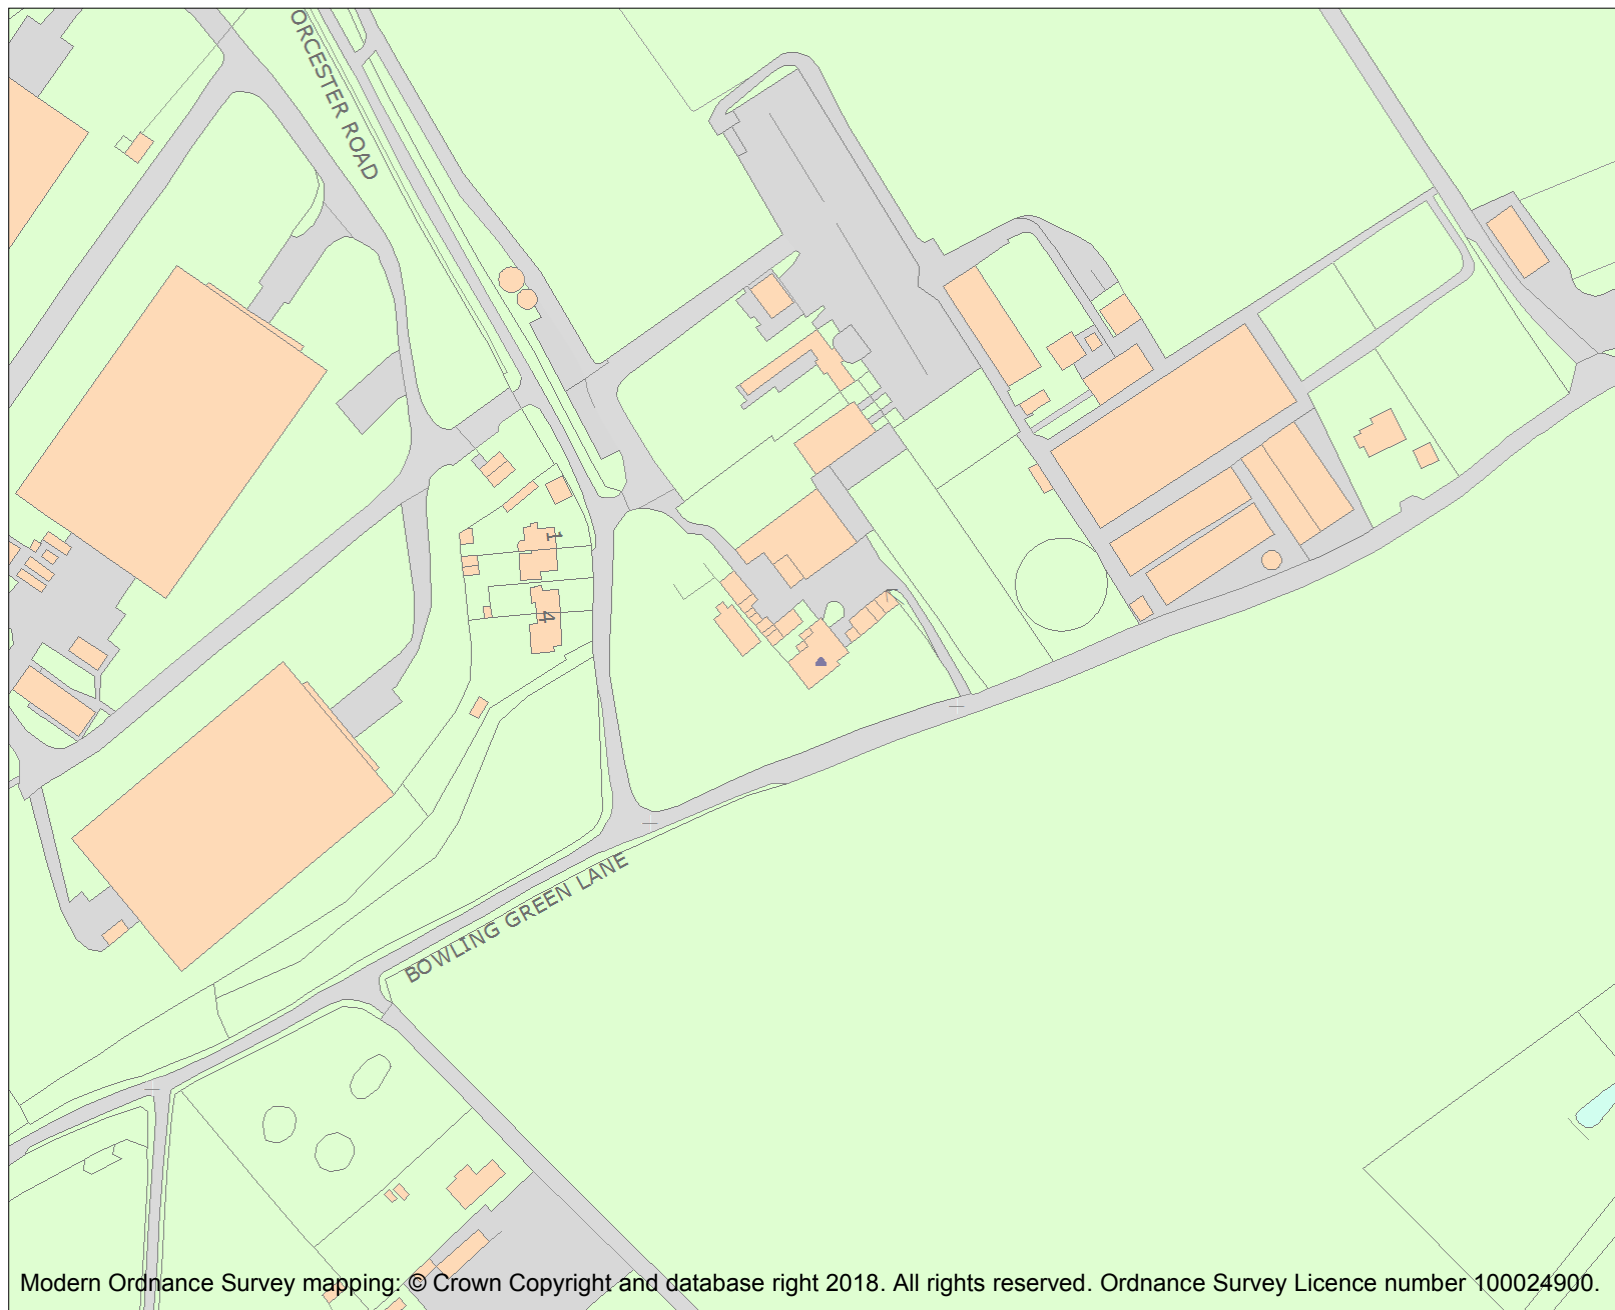 ORCESTER ROAD
1
4
BOWLING GREEN LANE
Modern Ordnance Survey mapping: © Crown Copyright and database right 2018. All rights reserved. Ordnance Survey Licence number 100024900.